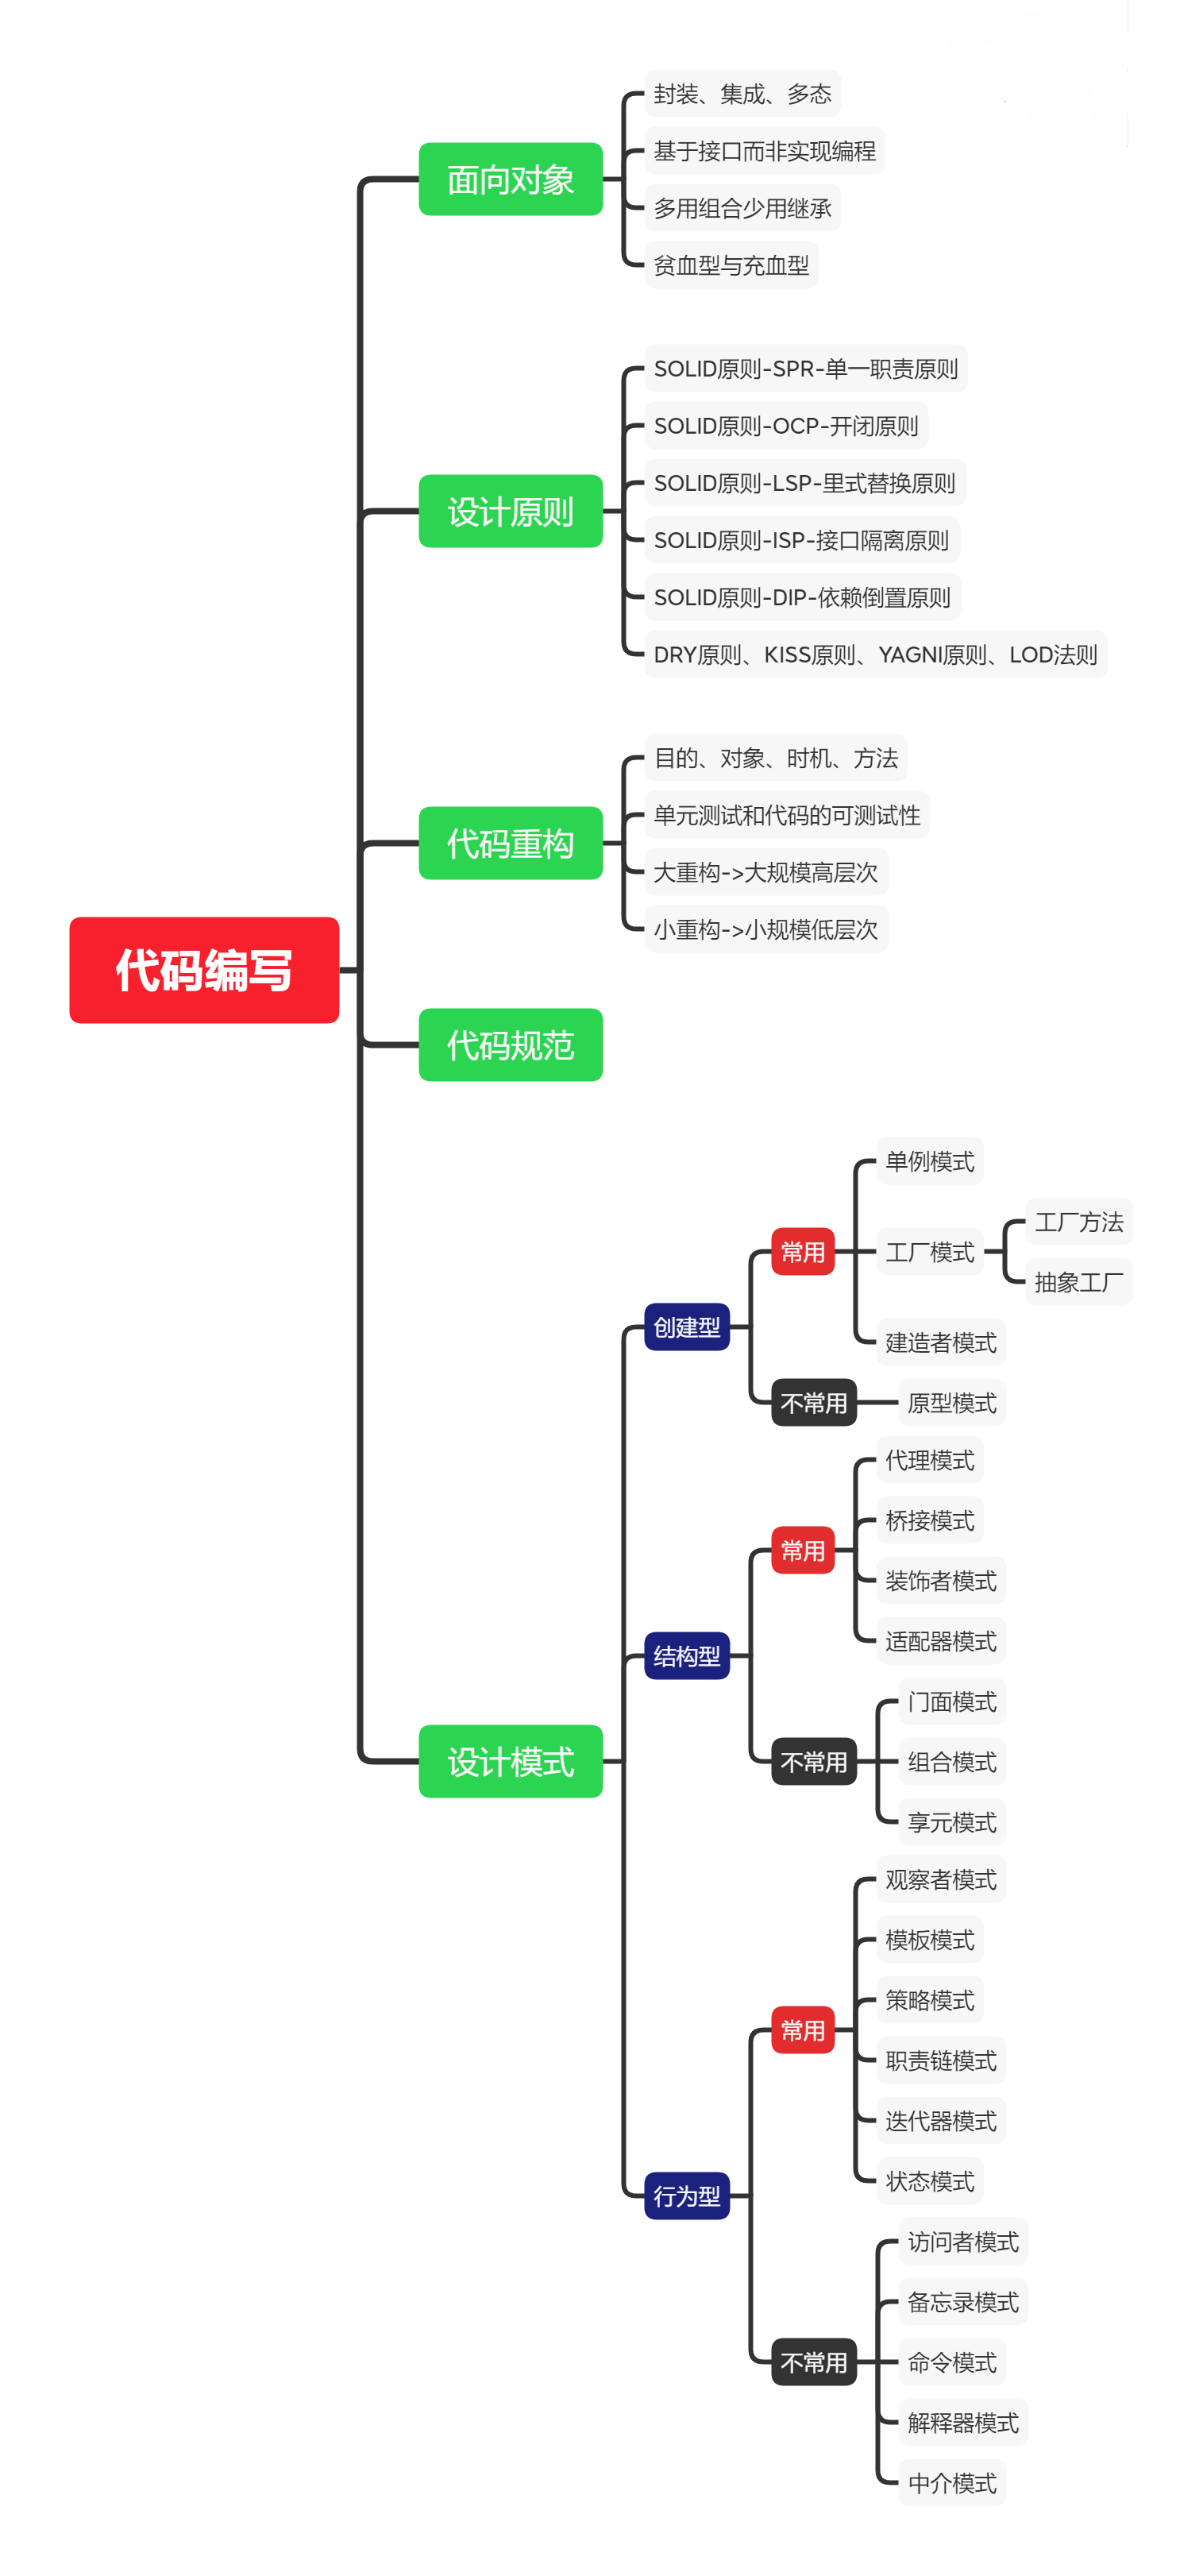 封装、集成、多态
基于接口而非实现编程
面向对象
多用组合少用继承
贫血型与充血型
SOLID原则-SPR-单一职责原则
SOLID原则-OCP-开闭原则
SOLID原则-LSP-里式替换原则
设计原则
SOLID原则-ISP-接口隔离原则
SOLID原则-DIP-依赖倒置原则
DRY原则、KISS原则、YAGNI原则、LOD法则
目的、对象、时机、方法
单元测试和代码的可测试性
代码重构
大重构->大规模高层次
小重构->小规模低层次
代码编写
代码规范
单例模式
工厂方法
常用
工厂模式
抽象工厂
创建型
建造者模式
不常用
原型模式
代理模式
桥接模式
常用
装饰者模式
适配器模式
结构型
门面模式
设计模式
不常用
组合模式
享元模式
观察者模式
模板模式
策略模式
常用
职责链模式
迭代器模式
状态模式
行为型
访问者模式
备忘录模式
不常用
命令模式
解释器模式
中介模式